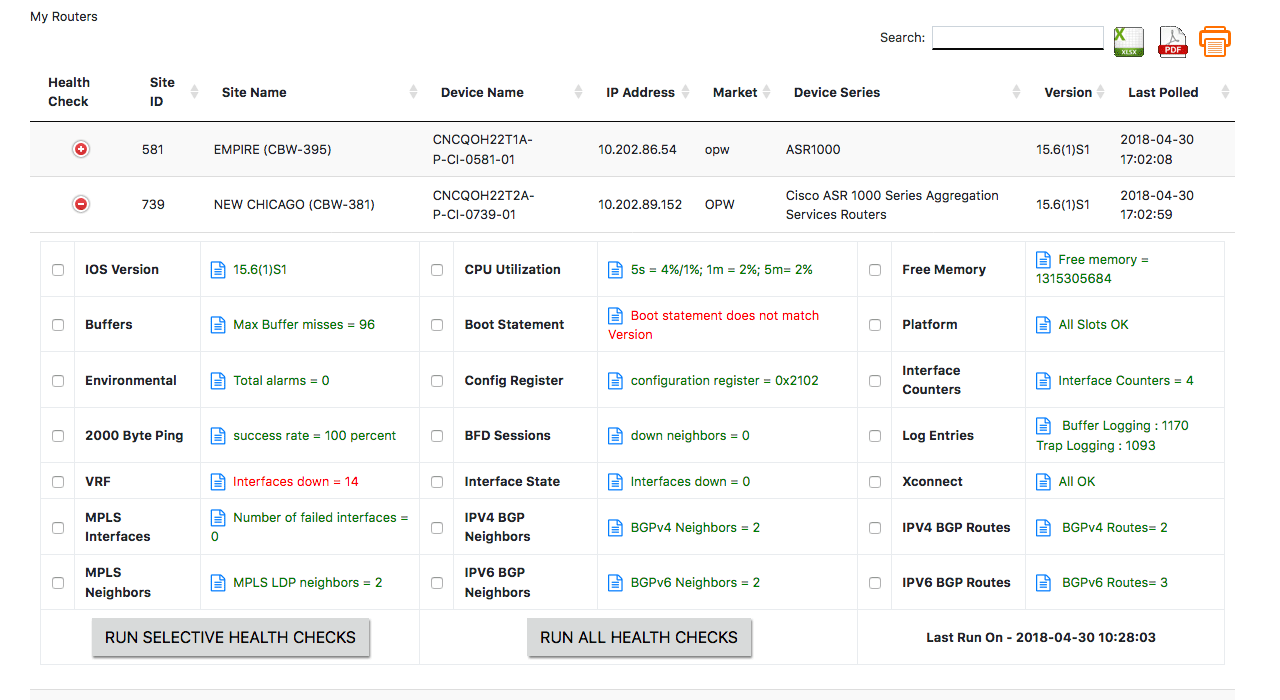 My Routers
Search:
XLSX
PDF
Health Check Site ID Site Name Device Name IP Address Market Device Series Version Last Polled
581 EMPIRE (CBW-395) CNCQOH22T1A-P-CI-0581-01 10.202.86.54 opw ASR1000 15.6(1)S1 2018-04-30 17:02:08
739 NEW CHICAGO (CBW-381) CNCQOH22T2A-P-CI-0739-01 10.202.89.152 OPW Cisco ASR 1000 Series Aggregation Services Routers 15.6(1)S1 2018-04-30 17:02:59
IOS Version 15.6(1)S1 CPU Utilization 5s = 4%/1%; 1m = 2%; 5m= 2% Free Memory Free memory = 1315305684
Buffers Max Buffer misses = 96 Boot Statement Boot statement does not match Version Platform All Slots OK
Environmental Total alarms = 0 Config Register configuration register = 0x2102 Interface Counters Interface Counters = 4
2000 Byte Ping success rate = 100 percent BFD Sessions down neighbors = 0 Log Entries Buffer Logging : 1170 Trap Logging : 1093
VRF Interfaces down = 14 Interface State Interfaces down = 0 Xconnect All OK
MPLS Interfaces Number of failed interfaces = 0 IPV4 BGP Neighbors BGPv4 Neighbors = 2 IPV4 BGP Routes BGPv4 Routes= 2
MPLS Neighbors MPLS LDP neighbors = 2 IPV6 BGP Neighbors BGPv6 Neighbors = 2 IPV6 BGP Routes BGPv6 Routes= 3
RUN SELECTIVE HEALTH CHECKS RUN ALL HEALTH CHECKS Last Run On - 2018-04-30 10:28:03